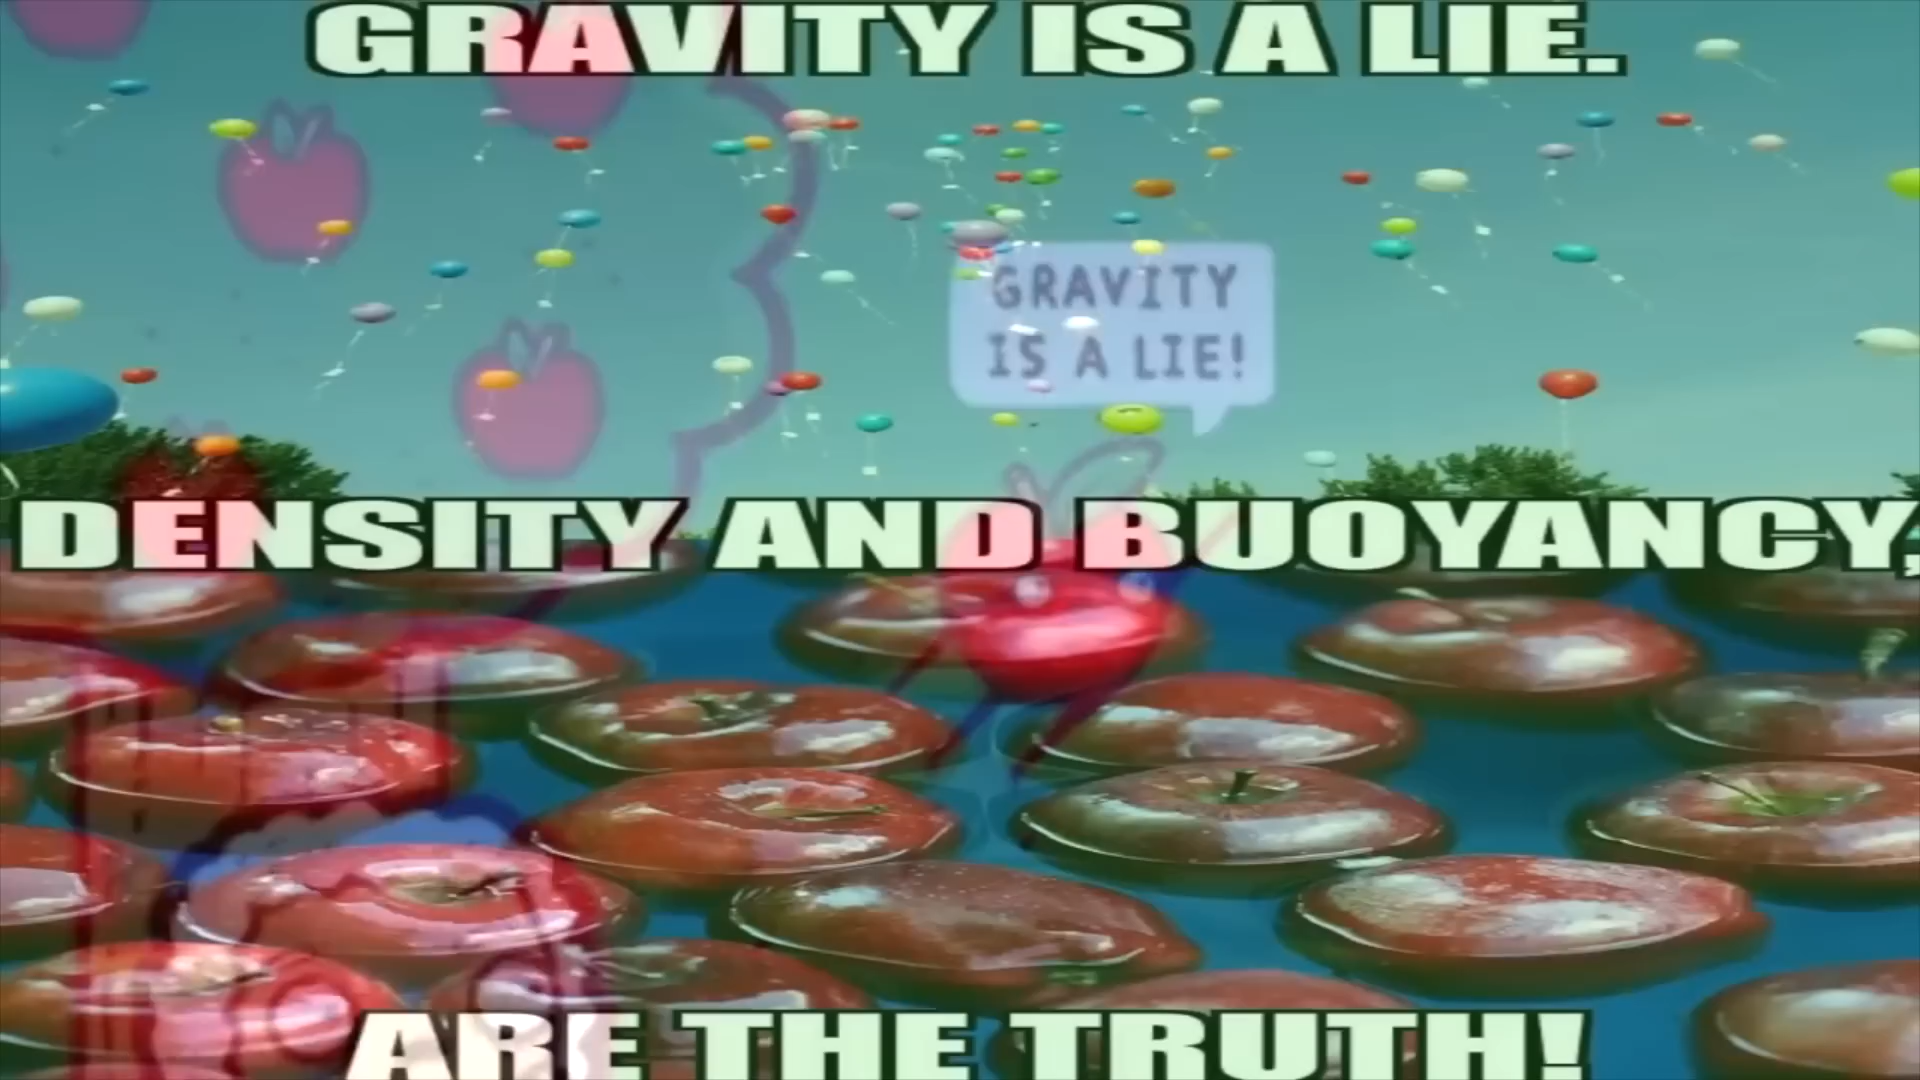 GRAVITY IS A LIE.
GRAVITY
IS A LIE!
DENSITY AND BUOYANCY,
ARE THE TRUTH!